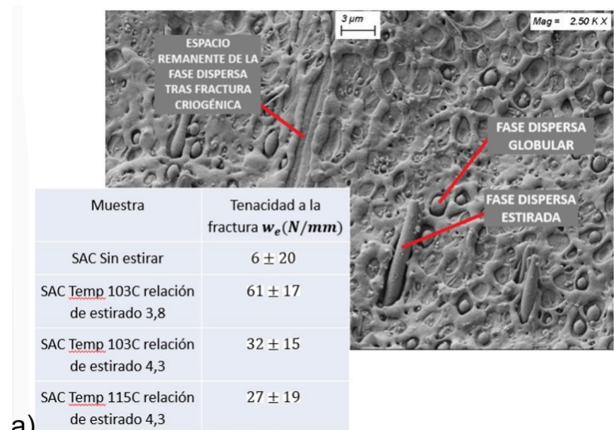 3 µm
Mag = 2.50 K X
ESPACIO
REMANENTE DE LA
FASE DISPERSA
TRAS FRACTURA
CRIOGÉNICA
FASE DISPERSA
GLOBULAR
FASE DISPERSA
ESTIRADA
Muestra
Tenacidad a la
fractura wₑ(N/mm)
SAC Sin estirar
6 ± 20
SAC Temp 103C relación
de estirado 3,8
61 ± 17
SAC Temp 103C relación
de estirado 4,3
32 ± 15
SAC Temp 115C relación
de estirado 4,3
27 ± 19
a)